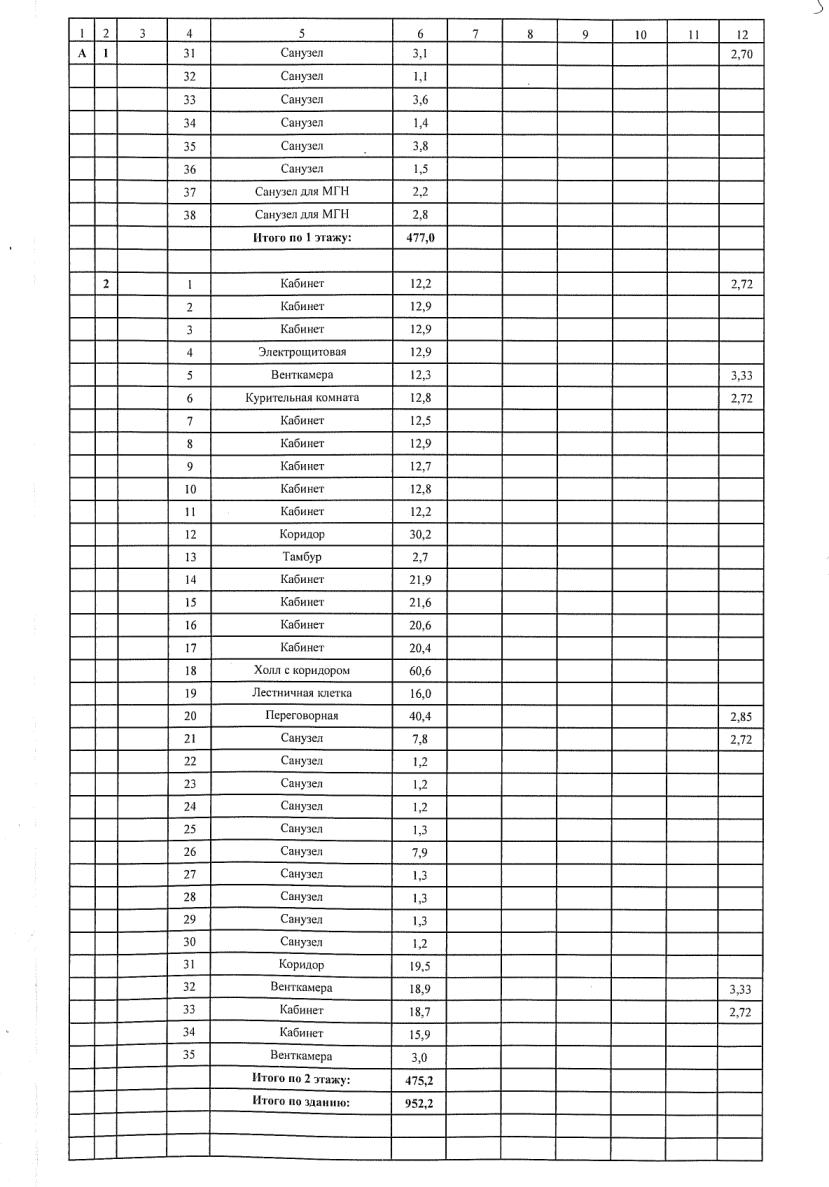 1 2 3 4 5 6 7 8 9 10 11 12
А 1 31 Санузел 3,1 2,70
32 Санузел 1,1
33 Санузел 3,6
34 Санузел 1,4
35 Санузел 3,8
36 Санузел 1,5
37 Санузел для МГН 2,2
38 Санузел для МГН 2,8
Итого по 1 этажу: 477,0
2 1 Кабинет 12,2 2,72
2 Кабинет 12,9
3 Кабинет 12,9
4 Электрощитовая 12,9
5 Венткамера 12,3 3,33
6 Курительная комната 12,8 2,72
7 Кабинет 12,5
8 Кабинет 12,9
9 Кабинет 12,7
10 Кабинет 12,8
11 Кабинет 12,2
12 Коридор 30,2
13 Тамбур 2,7
14 Кабинет 21,9
15 Кабинет 21,6
16 Кабинет 20,6
17 Кабинет 20,4
18 Холл с коридором 60,6
19 Лестничная клетка 16,0
20 Переговорная 40,4 2,85
21 Санузел 7,8 2,72
22 Санузел 1,2
23 Санузел 1,2
24 Санузел 1,2
25 Санузел 1,3
26 Санузел 7,9
27 Санузел 1,3
28 Санузел 1,3
29 Санузел 1,3
30 Санузел 1,2
31 Коридор 19,5
32 Венткамера 18,9 3,33
33 Кабинет 18,7 2,72
34 Кабинет 15,9
35 Венткамера 3,0
Итого по 2 этажу: 475,2
Итого по зданию: 952,2